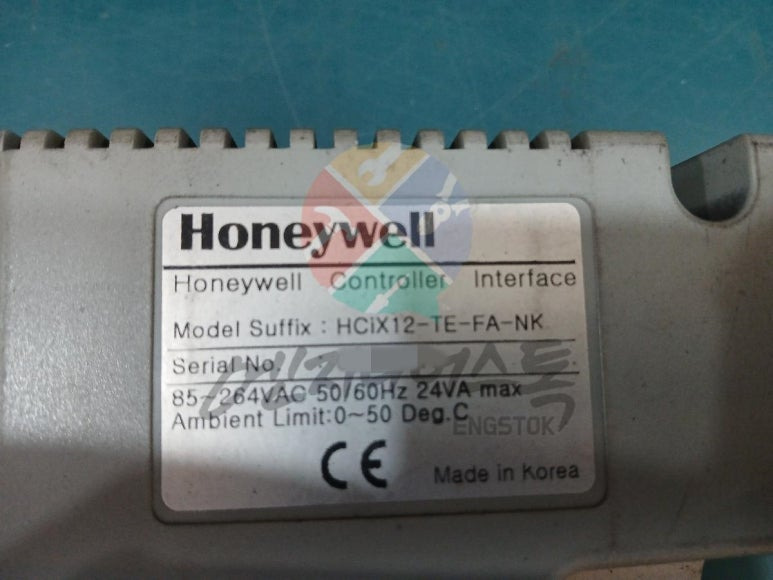 Honeywell
Honeywell Controller Interface
Model Suffix : HCiX12-TE-FA-NK
Serial No. :
85~264VAC 50/60Hz 24VA max
Ambient Limit:0~50 Deg.C
ENGSTOK
CE Made in Korea